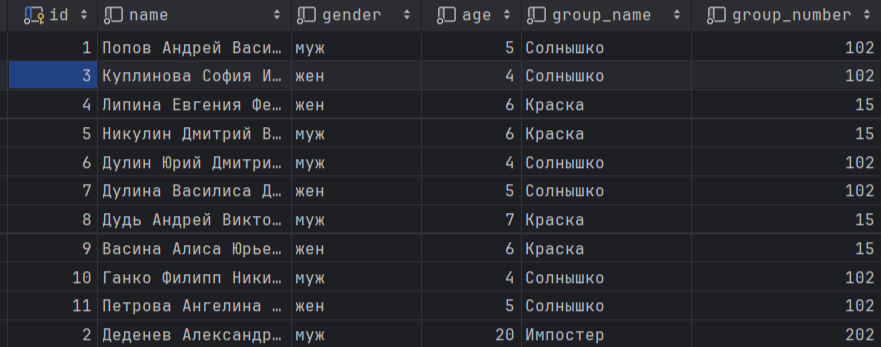 id name gender age group_name group_number
1 Попов Андрей Васи… муж 5 Солнышко 102
3 Куплинова София И… жен 4 Солнышко 102
4 Липина Евгения Фе… жен 6 Краска 15
5 Никулин Дмитрий В… муж 6 Краска 15
6 Дулин Юрий Дмитри… муж 4 Солнышко 102
7 Дулина Василиса Д… жен 5 Солнышко 102
8 Дудь Андрей Викто… муж 7 Краска 15
9 Васина Алиса Юрье… жен 6 Краска 15
10 Ганко Филипп Ники… муж 4 Солнышко 102
11 Петрова Ангелина … жен 5 Солнышко 102
2 Деденев Александр… муж 20 Импостер 202